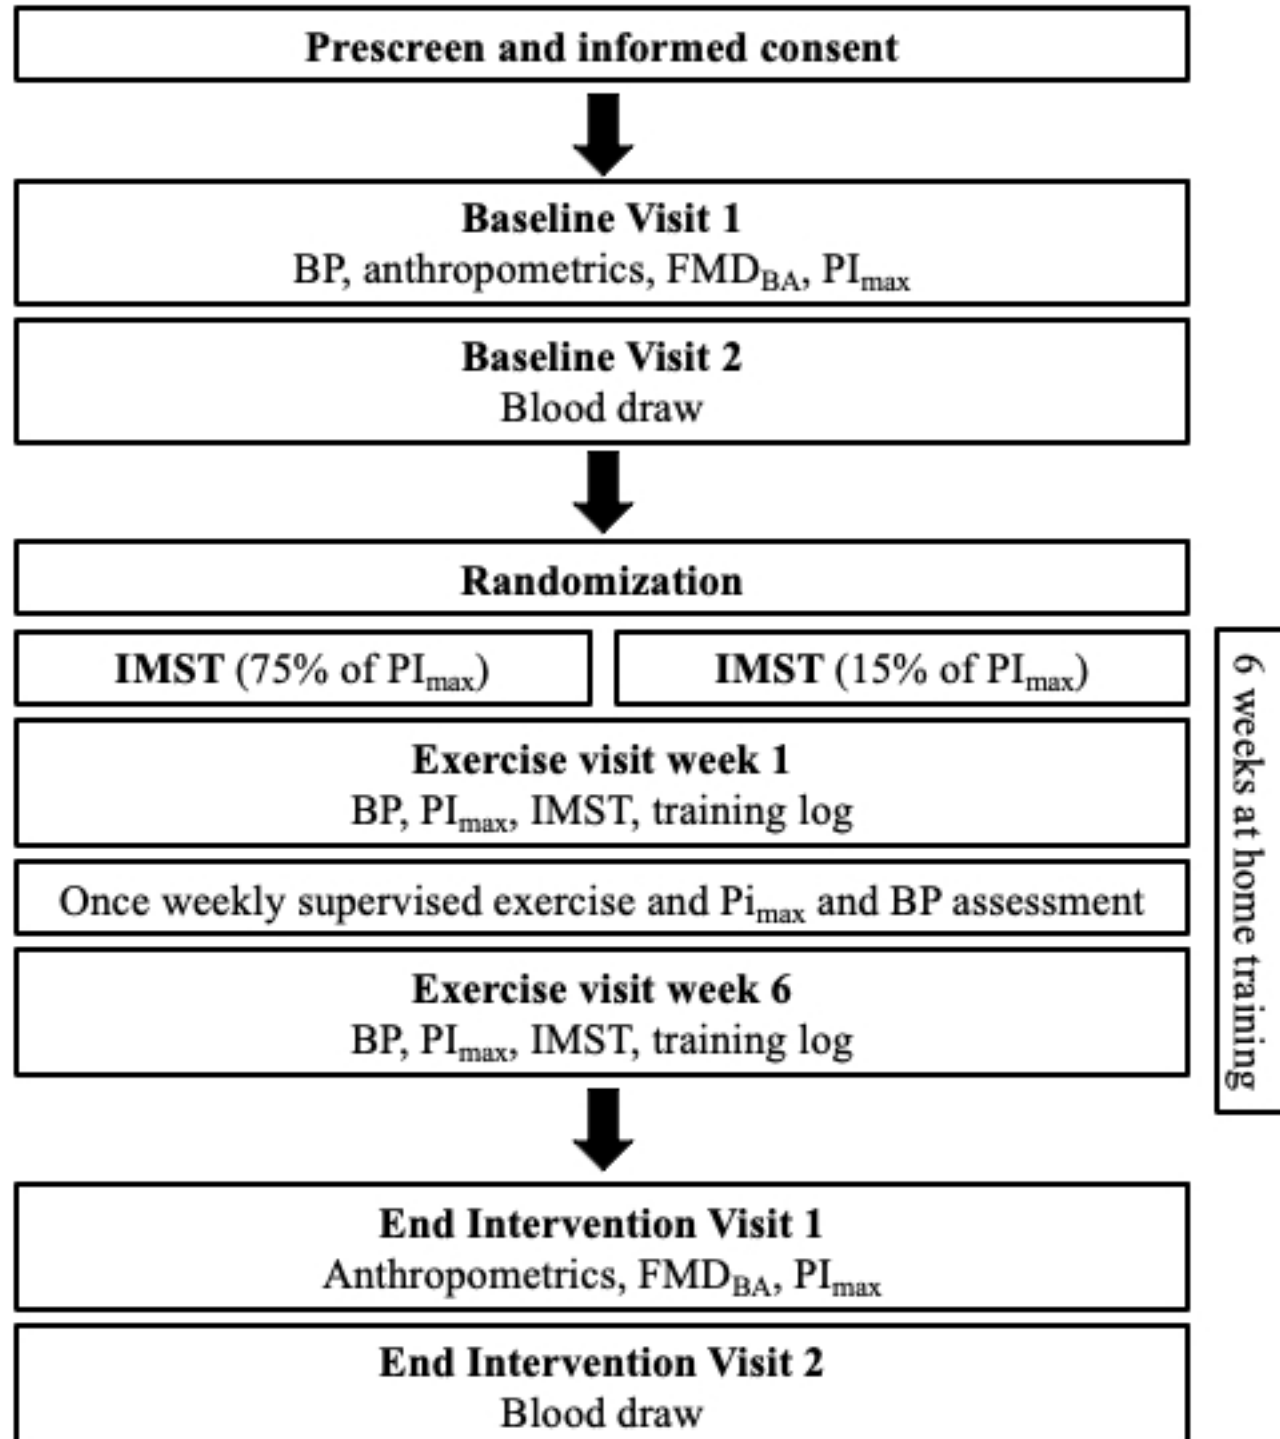 Prescreen and informed consent
Baseline Visit 1
BP, anthropometrics, FMDBA, PImax
Baseline Visit 2
Blood draw
Randomization
IMST (75% of PImax)
IMST (15% of PImax)
Exercise visit week 1
BP, PImax, IMST, training log
Once weekly supervised exercise and Pimax and BP assessment
Exercise visit week 6
BP, PImax, IMST, training log
6 weeks at home training
End Intervention Visit 1
Anthropometrics, FMDBA, PImax
End Intervention Visit 2
Blood draw